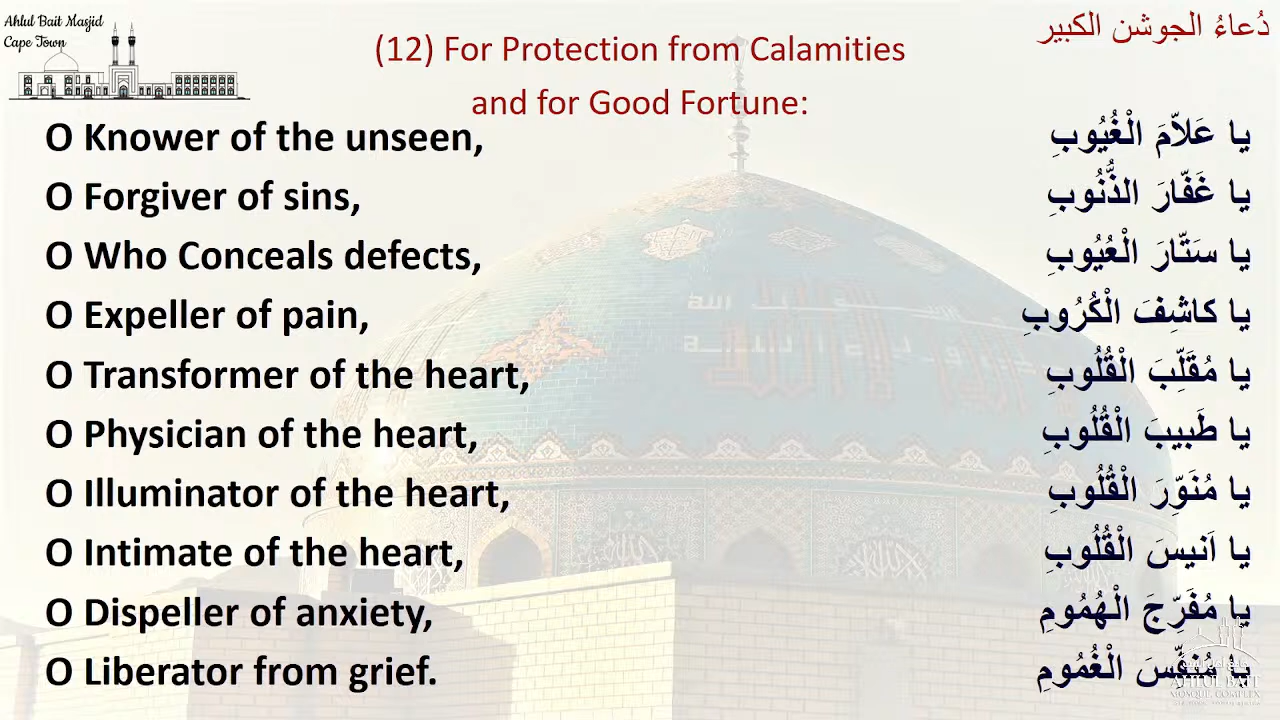 Ahlul Bait Masjid
Cape Town
دُعاءُ الجوشن الكبير
(12) For Protection from Calamities
and for Good Fortune:
O Knower of the unseen,
يا عَلاّمَ الْغُيُوبِ
O Forgiver of sins,
يا غَفّارَ الذُّنُوبِ
O Who Conceals defects,
يا سَتّارَ الْعُيُوبِ
O Expeller of pain,
يا كاشِفَ الْكُرُوبِ
O Transformer of the heart,
يا مُقَلِّبَ الْقُلُوبِ
O Physician of the heart,
يا طَبيبَ الْقُلُوبِ
O Illuminator of the heart,
يا مُنَوِّرَ الْقُلُوبِ
O Intimate of the heart,
يا اَنيسَ الْقُلُوبِ
O Dispeller of anxiety,
يا مُفَرِّجَ الْهُمُومِ
O Liberator from grief.
يا مُنَفِّسَ الْغُمُومِ
AHLUL BAIT
MOSQUE COMPLEX